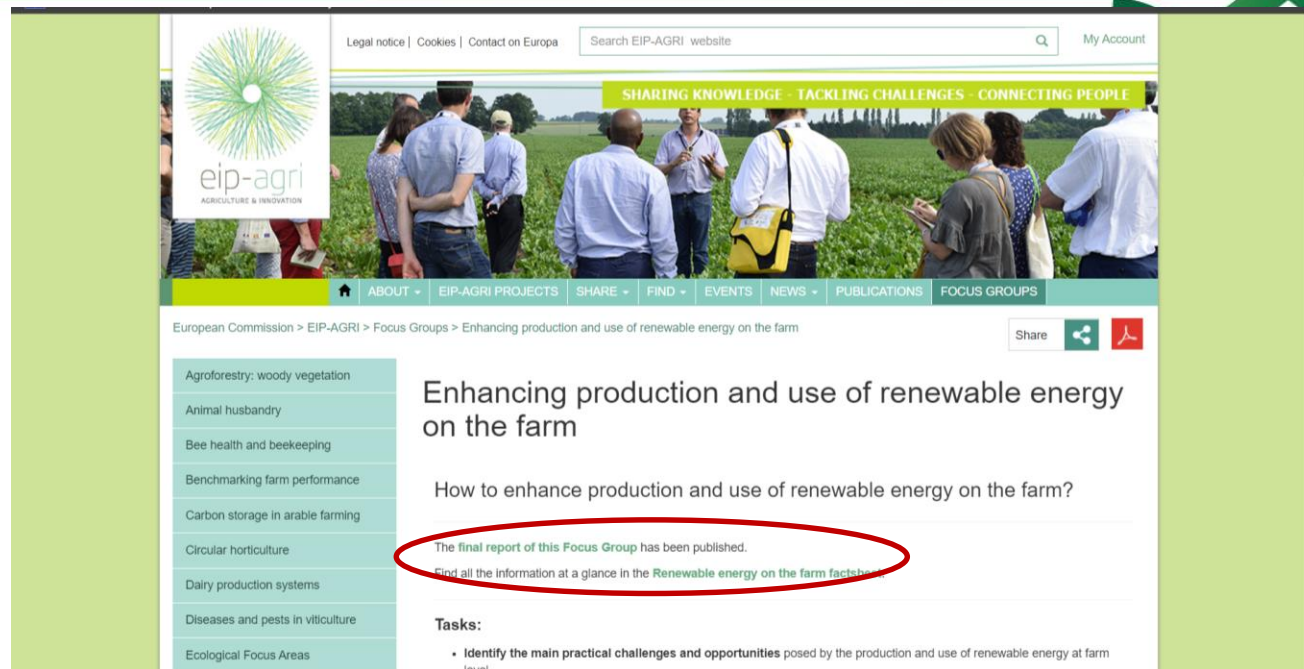 Legal notice | Cookies | Contact on Europa
Search EIP-AGRI website
My Account
SHARING KNOWLEDGE - TACKLING CHALLENGES - CONNECTING PEOPLE
eip-agri
AGRICULTURE & INNOVATION
ABOUT
EIP-AGRI PROJECTS
SHARE
FIND
EVENTS
NEWS
PUBLICATIONS
FOCUS GROUPS
European Commission > EIP-AGRI > Focus Groups > Enhancing production and use of renewable energy on the farm
Share
Agroforestry: woody vegetation
Animal husbandry
Bee health and beekeeping
Benchmarking farm performance
Carbon storage in arable farming
Circular horticulture
Dairy production systems
Diseases and pests in viticulture
Ecological Focus Areas
Enhancing production and use of renewable energy
on the farm
How to enhance production and use of renewable energy on the farm?
The final report of this Focus Group has been published.
Find all the information at a glance in the Renewable energy on the farm factsheet.
Tasks:
• Identify the main practical challenges and opportunities posed by the production and use of renewable energy at farm
level